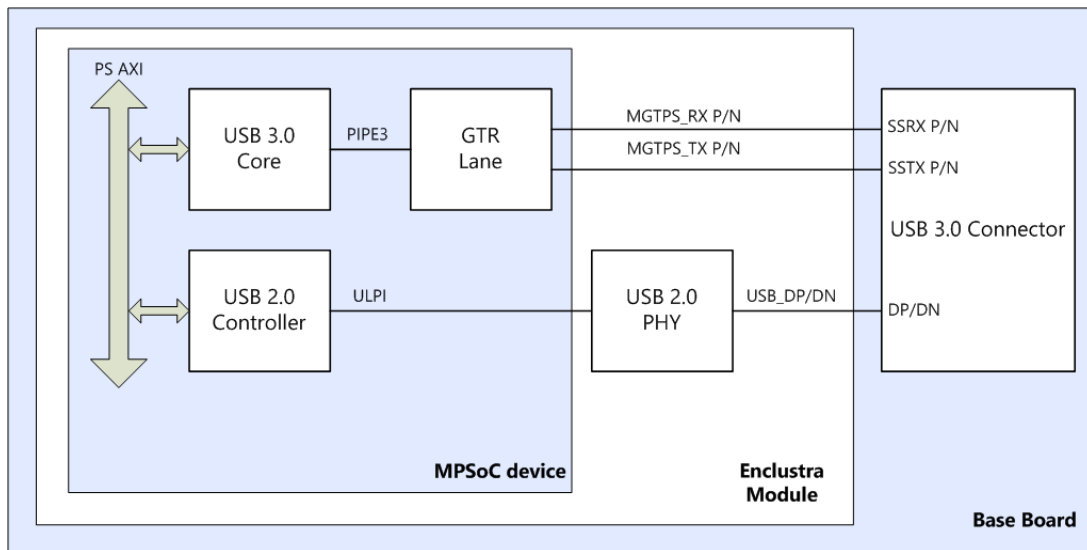 PS AXI
USB 3.0
Core
PIPE3
GTR
Lane
MGTPS_RX P/N
MGTPS_TX P/N
SSRX P/N
SSTX P/N
USB 3.0 Connector
USB 2.0
Controller
ULPI
USB 2.0
PHY
USB_DP/DN
DP/DN
MPSoC device
Enclustra
Module
Base Board